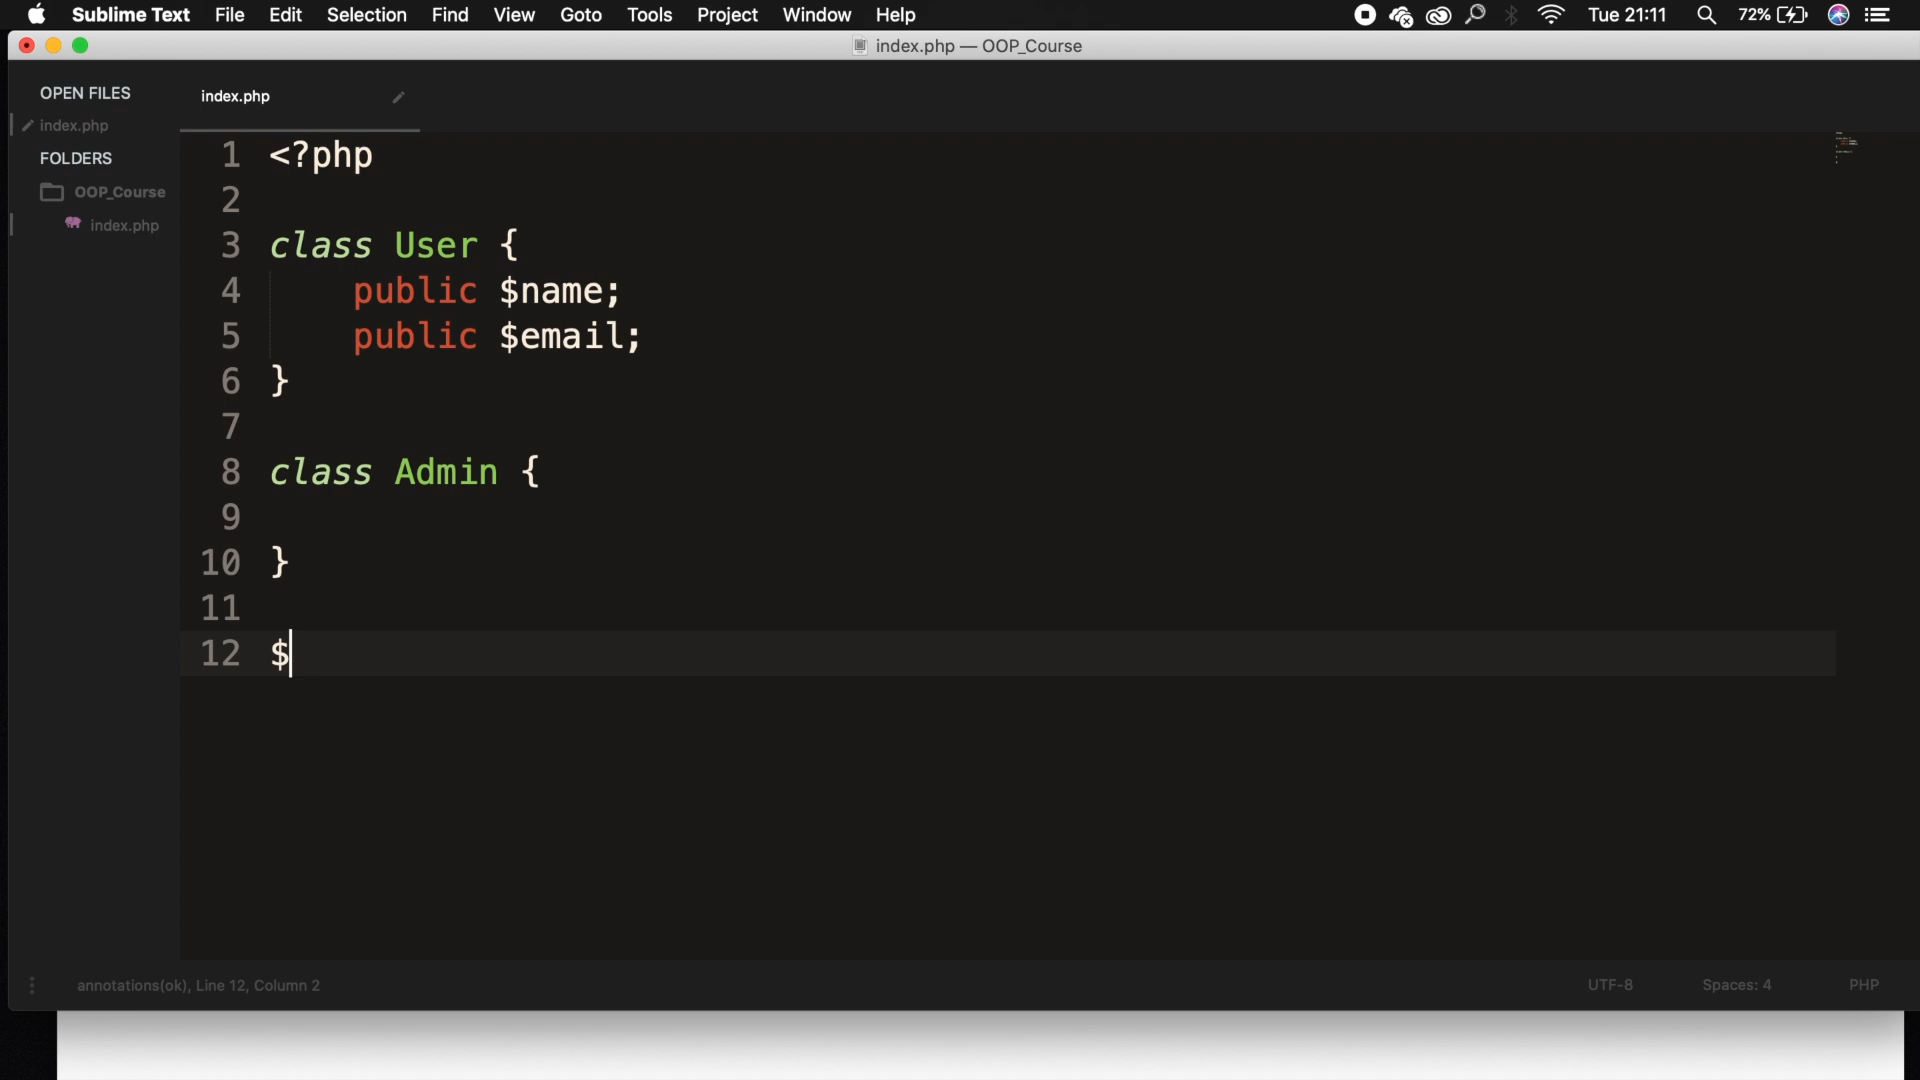 Sublime Text File Edit Selection Find View Goto Tools Project Window Help Tue 21:11 72%
index.php — OOP_Course
OPEN FILES
index.php
FOLDERS
OOP_Course
index.php
index.php
1 <?php
2
3 class User {
4     public $name;
5     public $email;
6 }
7
8 class Admin {
9
10 }
11
12 $
annotations(ok), Line 12, Column 2 UTF-8 Spaces: 4 PHP